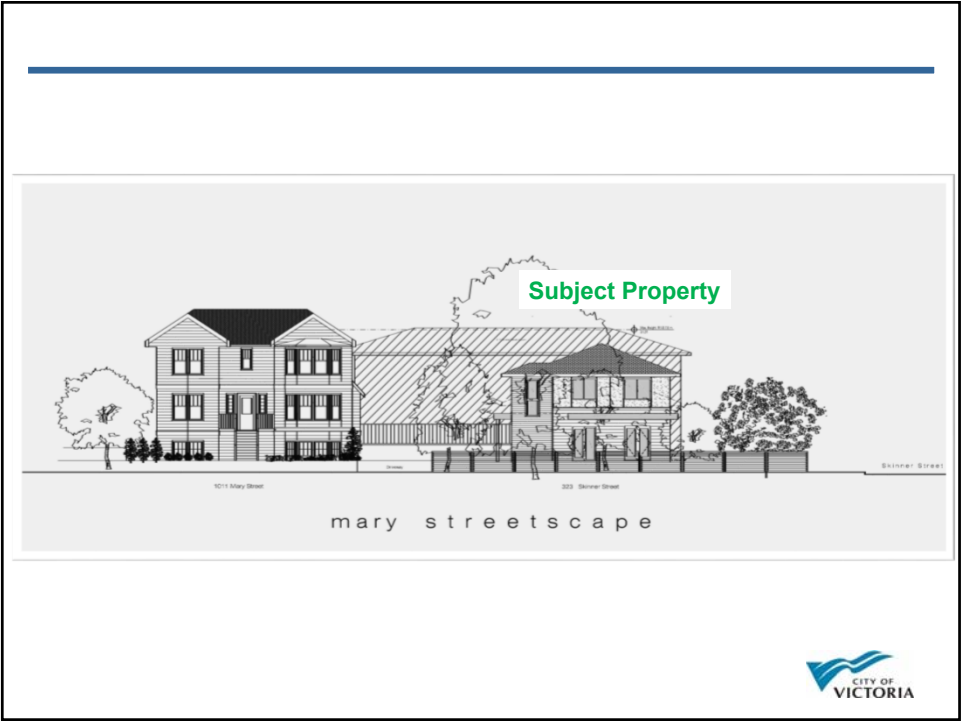 Subject Property
Skinner Street
1011 Mary Street
323 Skinner Street
mary streetscape
CITY OF
VICTORIA